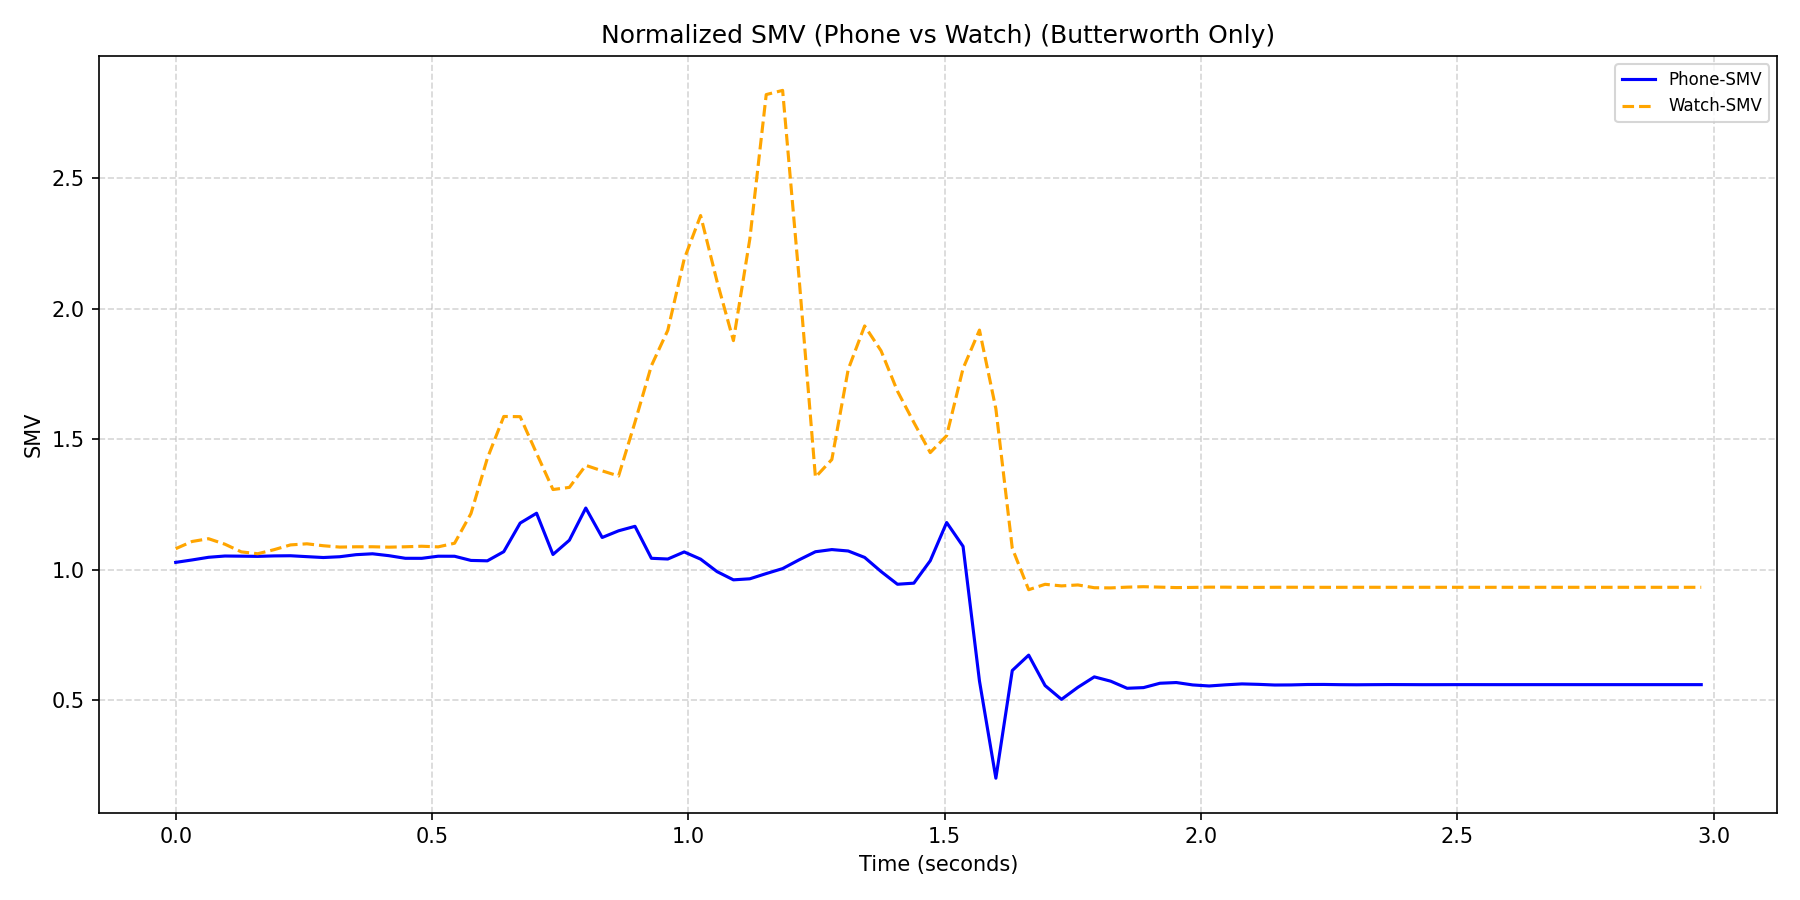 Normalized SMV (Phone vs Watch) (Butterworth Only)
Phone-SMV
Watch-SMV
SMV
2.5
2.0
1.5
1.0
0.5
0.0 0.5 1.0 1.5 2.0 2.5 3.0
Time (seconds)